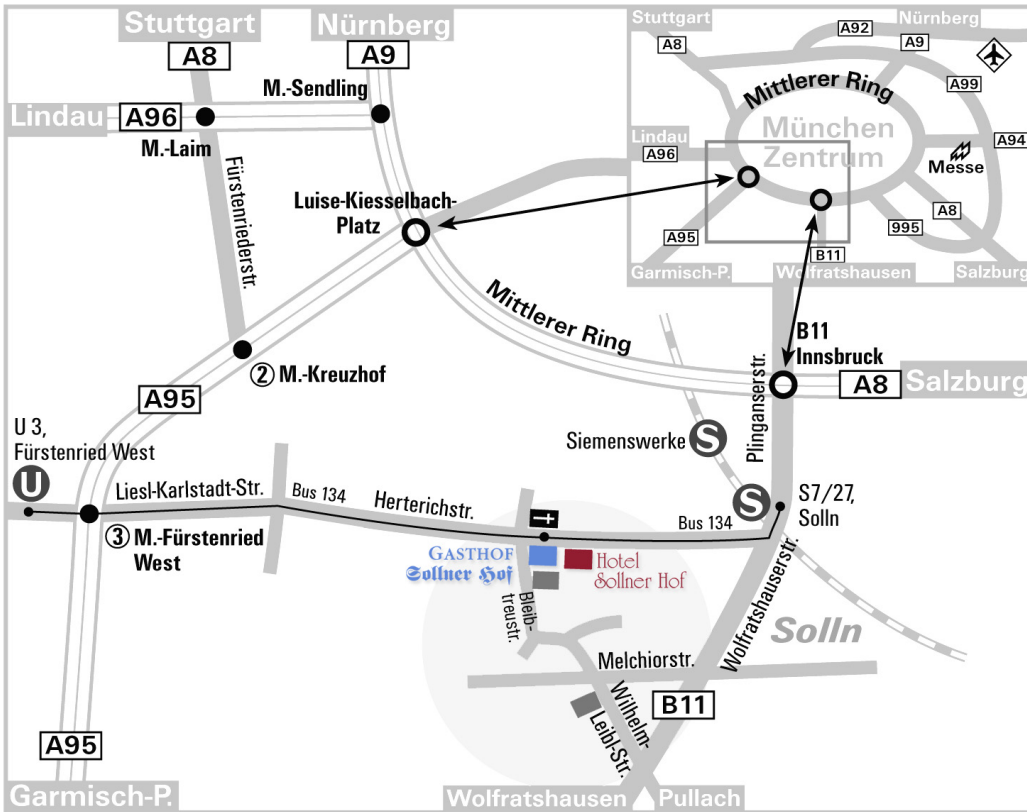 Stuttgart
A8
Nürnberg
A9
M.-Sendling
Lindau
A96
M.-Laim
Fürstenriederstr.
Luise-Kiesselbach-
Platz
Mittlerer Ring
② M.-Kreuzhof
A95
U 3,
Fürstenried West
U
Liesl-Karlstadt-Str.
Bus 134
Herterichstr.
③ M.-Fürstenried
West
GASTHOF
Sollner Hof
Hotel
Sollner Hof
Bleib-
treustr.
Bus 134
Siemenswerke
S
S
S7/27,
Solln
Plinganserstr.
B11
Innsbruck
A8
Salzburg
Wolfratshauserstr.
Solln
Melchiorstr.
Wilhelm-
Leibl-Str.
B11
A95
Garmisch-P.
Wolfratshausen
Pullach
Stuttgart
A8
A92
Nürnberg
A9
A99
Mittlerer Ring
München
Zentrum
Lindau
A96
A94
Messe
A95
A8
995
B11
Garmisch-P.
Wolfratshausen
Salzburg